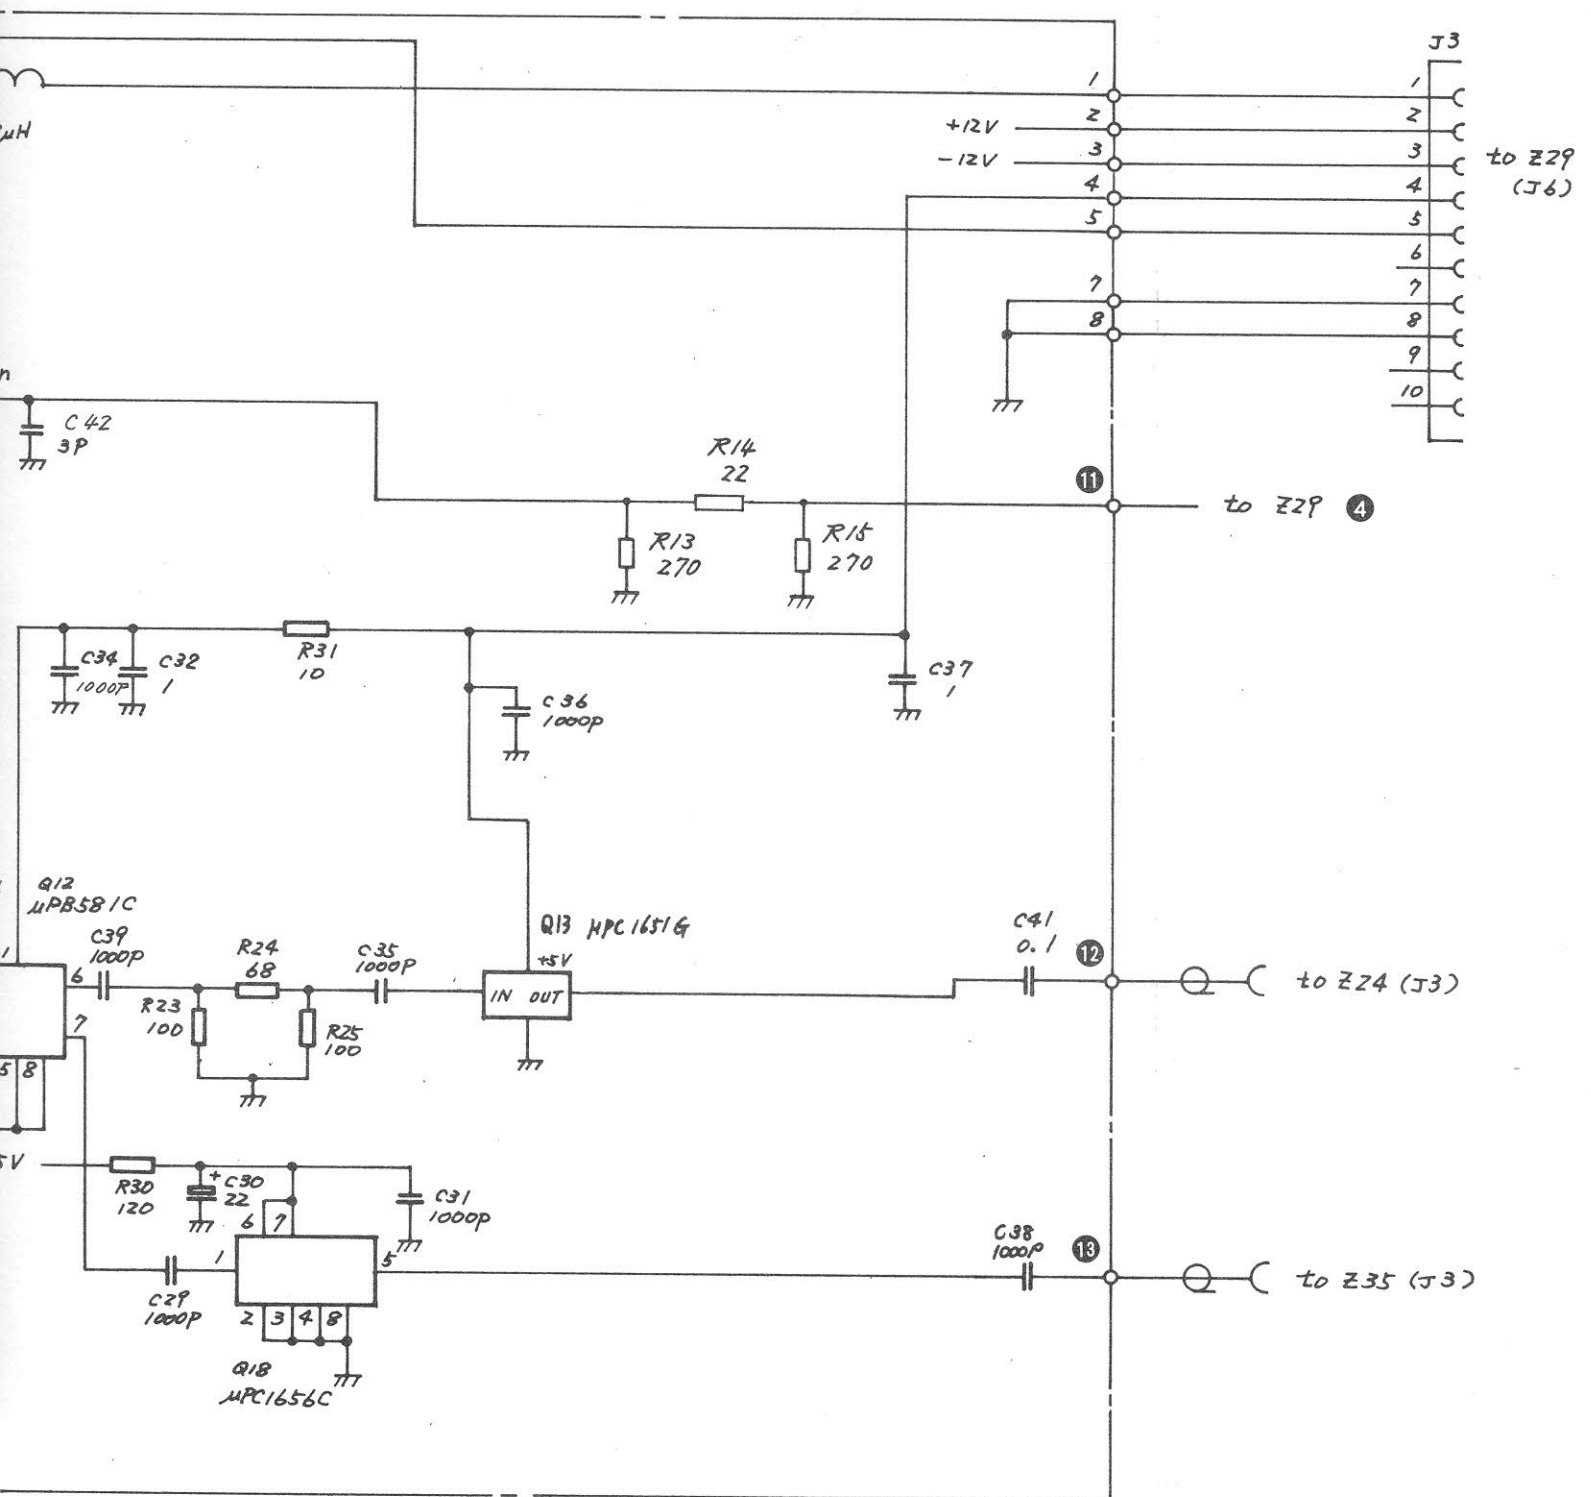 J3
1
1
2
2
+12V
3
3
-12V
4
4
5
5
6
7
7
8
8
9
10
to Z29
(J6)
μH
C42
3P
R14
22
11
to Z29 4
R13
270
R15
270
C34
1000P
C32
1
R31
10
C36
1000P
C37
1
Q12
μPB581C
C39
1000P
R24
68
C35
1000P
Q13 μPC1651G
+5V
IN OUT
C41
0.1
12
to Z24 (J3)
1
6
7
R23
100
R25
100
5 8
5V
R30
120
+ C30
22
6 7
C31
1000P
1
5
C29
1000P
2 3 4 8
Q18
μPC1656C
C38
1000P
13
to Z35 (J3)